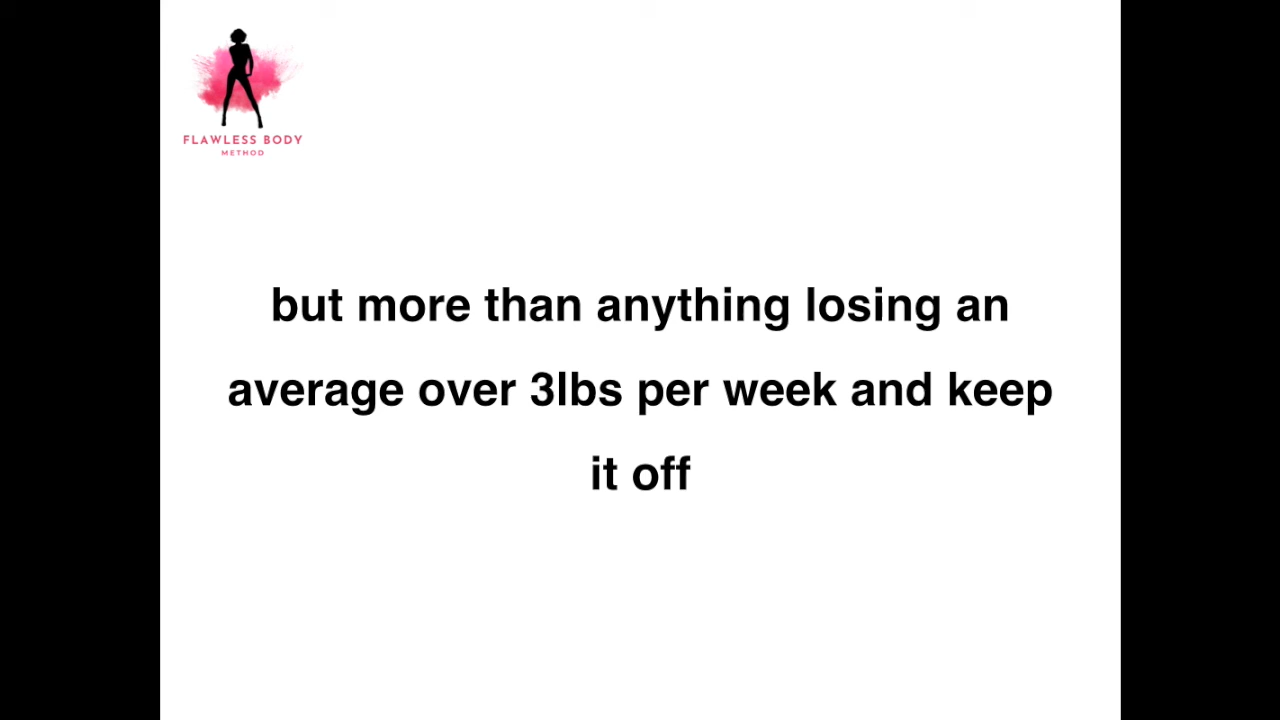 FLAWLESS BODY
METHOD
but more than anything losing an
average over 3lbs per week and keep
it off